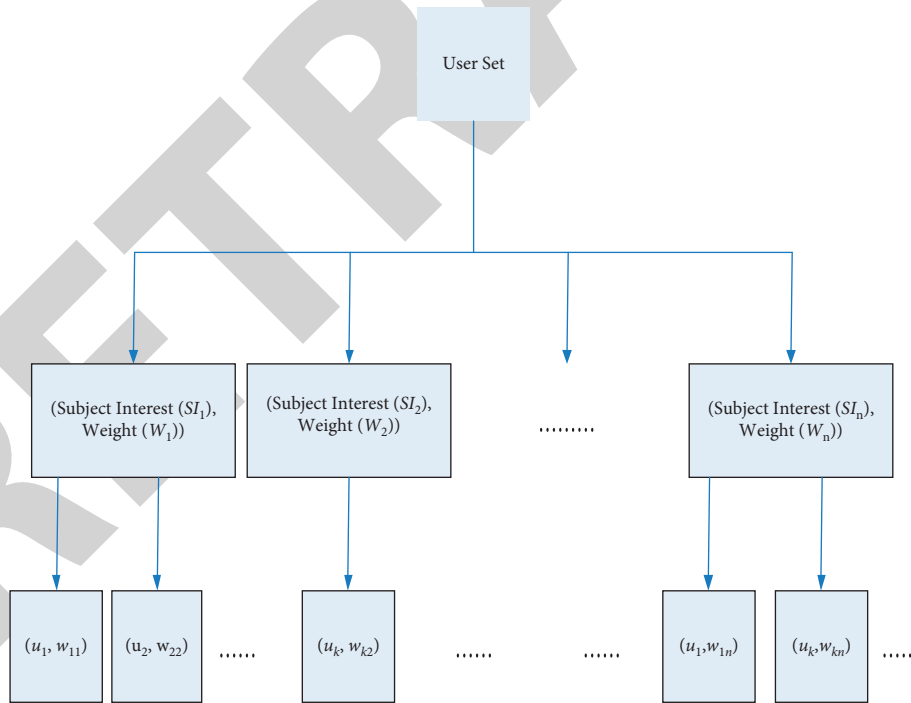 User Set
(Subject Interest (SI₁),
Weight (W₁))
(Subject Interest (SI₂),
Weight (W₂))
.........
(Subject Interest (SIₙ),
Weight (Wₙ))
(u₁, w₁₁)
(u₂, w₂₂)
......
(uₖ, wₖ₂)
......
......
(u₁,w₁ₙ)
(uₖ,wₖₙ)
.....
RETRA